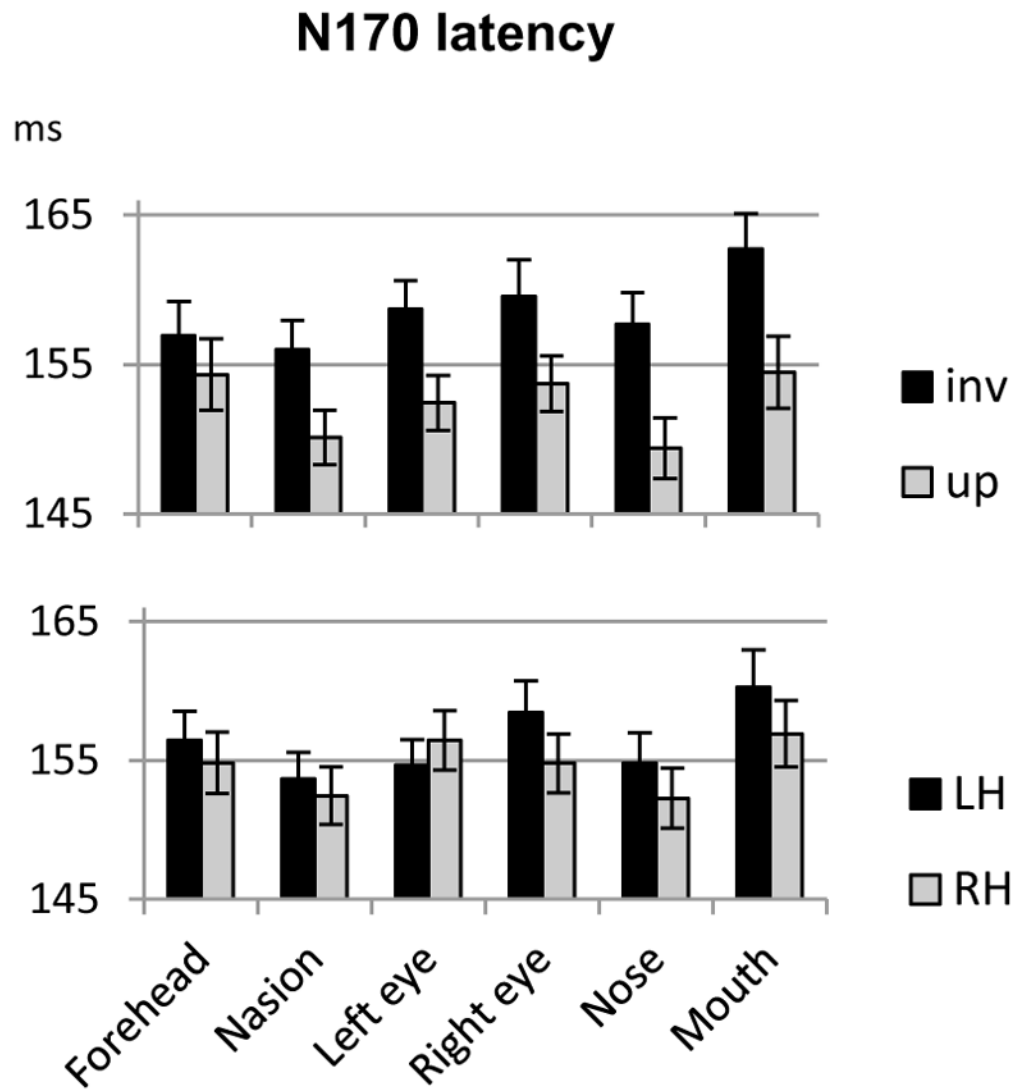 N170 latency
ms
165
155
145
inv
up
165
155
145
LH
RH
Forehead
Nasion
Left eye
Right eye
Nose
Mouth